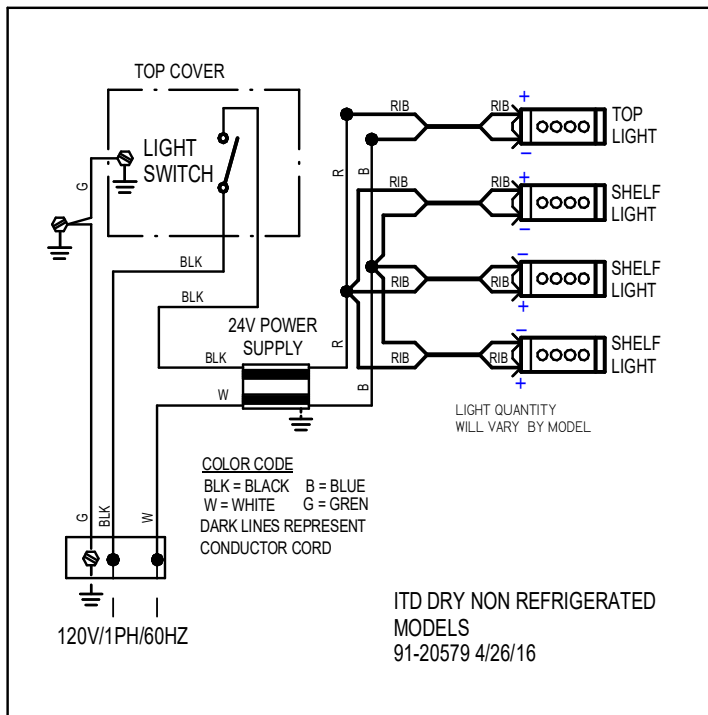 TOP COVER
LIGHT
SWITCH
G
BLK
BLK
BLK
24V POWER
SUPPLY
W
R
B
R
B
RIB
RIB
+
−
TOP
LIGHT
RIB
RIB
+
−
SHELF
LIGHT
RIB
RIB
−
+
SHELF
LIGHT
RIB
RIB
−
+
SHELF
LIGHT
LIGHT QUANTITY
WILL VARY BY MODEL
COLOR CODE
BLK = BLACK B = BLUE
W = WHITE G = GREN
DARK LINES REPRESENT
CONDUCTOR CORD
G
BLK
W
120V/1PH/60HZ
ITD DRY NON REFRIGERATED
MODELS
91-20579 4/26/16